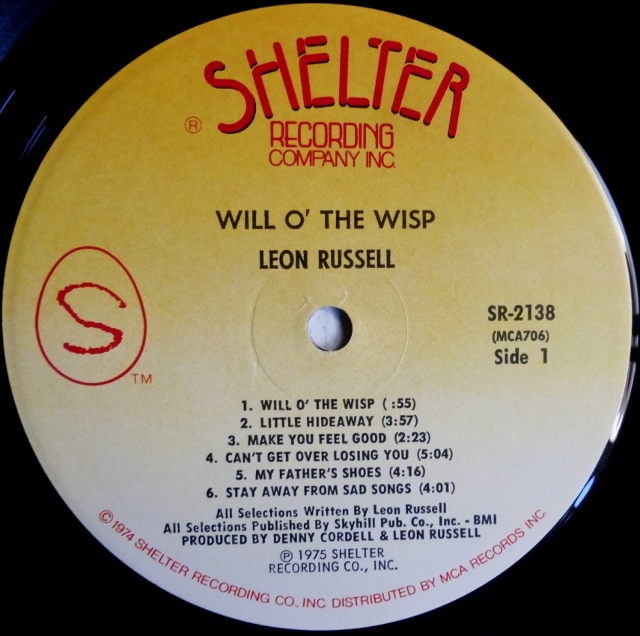 SHELTER
®
RECORDING
COMPANY INC.
WILL O' THE WISP
LEON RUSSELL
S
TM
SR-2138
(MCA706)
Side 1
1. WILL O' THE WISP ( :55)
2. LITTLE HIDEAWAY (3:57)
3. MAKE YOU FEEL GOOD (2:23)
4. CAN'T GET OVER LOSING YOU (5:04)
5. MY FATHER'S SHOES (4:16)
6. STAY AWAY FROM SAD SONGS (4:01)
All Selections Written By Leon Russell
All Selections Published By Skyhill Pub. Co., Inc. - BMI
PRODUCED BY DENNY CORDELL & LEON RUSSELL
℗ 1975 SHELTER
RECORDING CO., INC.
© 1974 SHELTER RECORDING CO., INC. DISTRIBUTED BY MCA RECORDS INC.